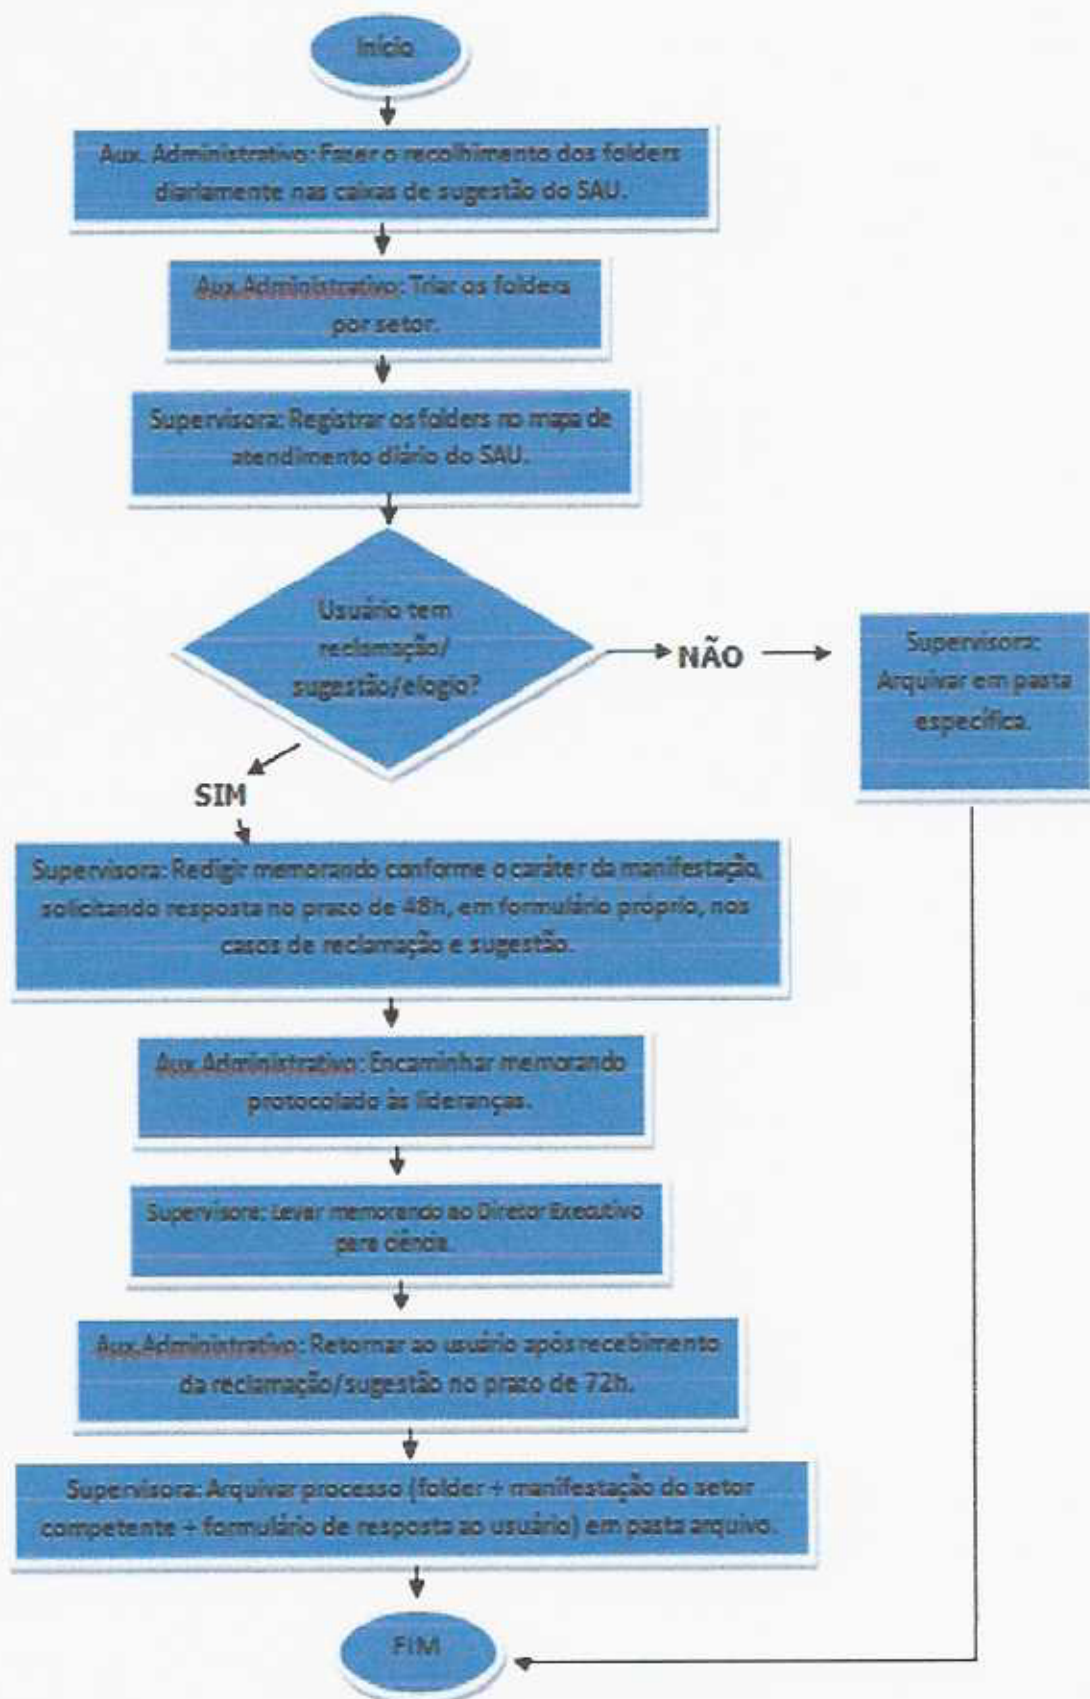 Início
Aux. Administrativo: Fazer o recolhimento dos folders
diariamente nas caixas de sugestão do SAU.
Aux.Administrativo: Triar os folders
por setor.
Supervisora: Registrar os folders no mapa de
atendimento diário do SAU.
Usuário tem
reclamação/
sugestão/elogio?
NÃO
Supervisora:
Arquivar em pasta
específica.
SIM
Supervisora: Redigir memorando conforme o caráter da manifestação,
solicitando resposta no prazo de 48h, em formulário próprio, nos
casos de reclamação e sugestão.
Aux.Administrativo: Encaminhar memorando
protocolado às lideranças.
Supervisora: Levar memorando ao Diretor Executivo
para ciência.
Aux.Administrativo: Retornar ao usuário após recebimento
da reclamação/sugestão no prazo de 72h.
Supervisora: Arquivar processo (folder + manifestação do setor
competente + formulário de resposta ao usuário) em pasta arquivo.
FIM